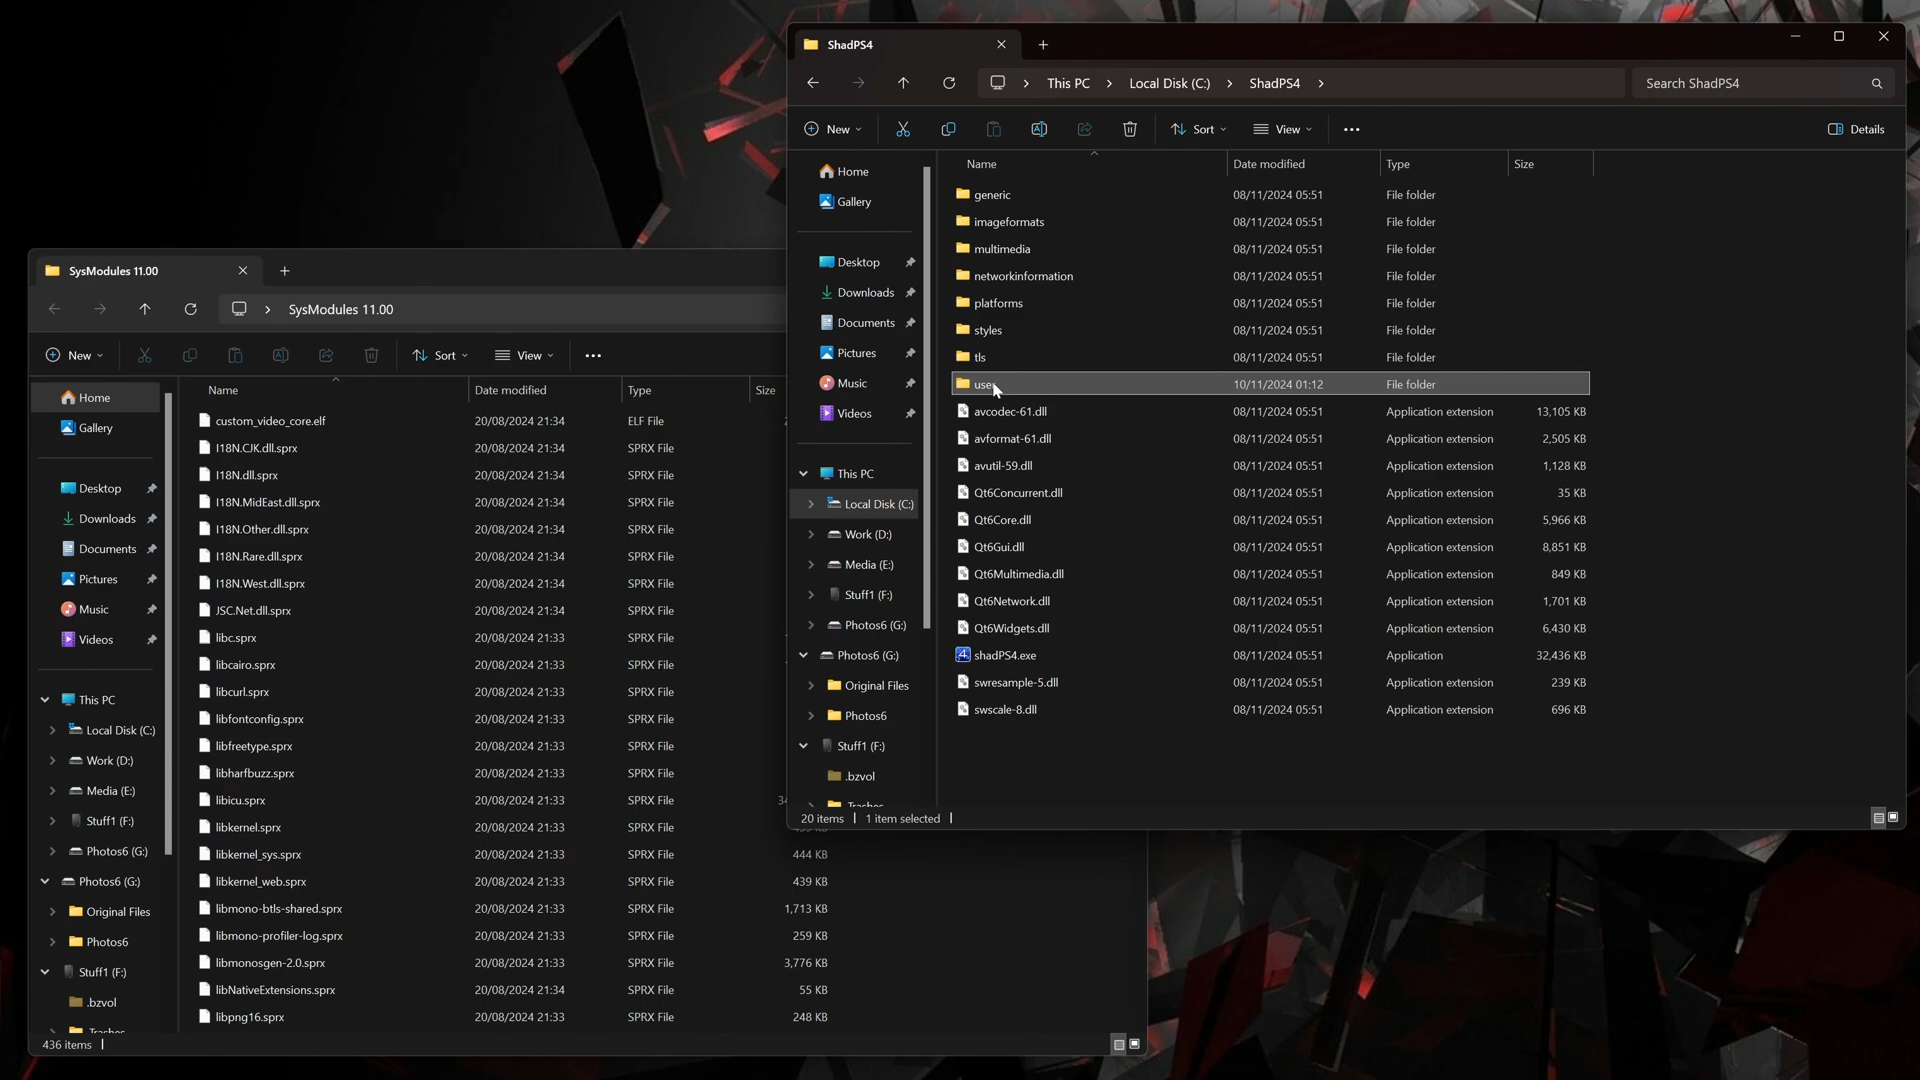 ShadPS4
This PC
Local Disk (C:)
ShadPS4
Search ShadPS4
New
Sort
View
Details
Name
Date modified
Type
Size
Home
Gallery
Desktop
Downloads
Documents
Pictures
Music
Videos
This PC
Local Disk (C:)
Work (D:)
Media (E:)
Stuff1 (F:)
Photos6 (G:)
Photos6 (G:)
Original Files
Photos6
Stuff1 (F:)
.bzvol
generic 08/11/2024 05:51 File folder
imageformats 08/11/2024 05:51 File folder
multimedia 08/11/2024 05:51 File folder
networkinformation 08/11/2024 05:51 File folder
platforms 08/11/2024 05:51 File folder
styles 08/11/2024 05:51 File folder
tls 08/11/2024 05:51 File folder
user 10/11/2024 01:12 File folder
avcodec-61.dll 08/11/2024 05:51 Application extension 13,105 KB
avformat-61.dll 08/11/2024 05:51 Application extension 2,505 KB
avutil-59.dll 08/11/2024 05:51 Application extension 1,128 KB
Qt6Concurrent.dll 08/11/2024 05:51 Application extension 35 KB
Qt6Core.dll 08/11/2024 05:51 Application extension 5,966 KB
Qt6Gui.dll 08/11/2024 05:51 Application extension 8,851 KB
Qt6Multimedia.dll 08/11/2024 05:51 Application extension 849 KB
Qt6Network.dll 08/11/2024 05:51 Application extension 1,701 KB
Qt6Widgets.dll 08/11/2024 05:51 Application extension 6,430 KB
shadPS4.exe 08/11/2024 05:51 Application 32,436 KB
swresample-5.dll 08/11/2024 05:51 Application extension 239 KB
swscale-8.dll 08/11/2024 05:51 Application extension 696 KB
20 items
1 item selected
SysModules 11.00
SysModules 11.00
New
Sort
View
Name
Date modified
Type
Size
Home
Gallery
Desktop
Downloads
Documents
Pictures
Music
Videos
This PC
Local Disk (C:)
Work (D:)
Media (E:)
Stuff1 (F:)
Photos6 (G:)
Photos6 (G:)
Original Files
Photos6
Stuff1 (F:)
.bzvol
custom_video_core.elf 20/08/2024 21:34 ELF File
I18N.CJK.dll.sprx 20/08/2024 21:34 SPRX File
I18N.dll.sprx 20/08/2024 21:34 SPRX File
I18N.MidEast.dll.sprx 20/08/2024 21:34 SPRX File
I18N.Other.dll.sprx 20/08/2024 21:34 SPRX File
I18N.Rare.dll.sprx 20/08/2024 21:34 SPRX File
I18N.West.dll.sprx 20/08/2024 21:34 SPRX File
JSC.Net.dll.sprx 20/08/2024 21:34 SPRX File
libc.sprx 20/08/2024 21:33 SPRX File
libcairo.sprx 20/08/2024 21:33 SPRX File
libcurl.sprx 20/08/2024 21:33 SPRX File
libfontconfig.sprx 20/08/2024 21:33 SPRX File
libfreetype.sprx 20/08/2024 21:33 SPRX File
libharfbuzz.sprx 20/08/2024 21:33 SPRX File
libicu.sprx 20/08/2024 21:33 SPRX File
libkernel.sprx 20/08/2024 21:33 SPRX File
libkernel_sys.sprx 20/08/2024 21:33 SPRX File 444 KB
libkernel_web.sprx 20/08/2024 21:33 SPRX File 439 KB
libmono-btls-shared.sprx 20/08/2024 21:33 SPRX File 1,713 KB
libmono-profiler-log.sprx 20/08/2024 21:33 SPRX File 259 KB
libmonosgen-2.0.sprx 20/08/2024 21:33 SPRX File 3,776 KB
libNativeExtensions.sprx 20/08/2024 21:34 SPRX File 55 KB
libpng16.sprx 20/08/2024 21:33 SPRX File 248 KB
436 items